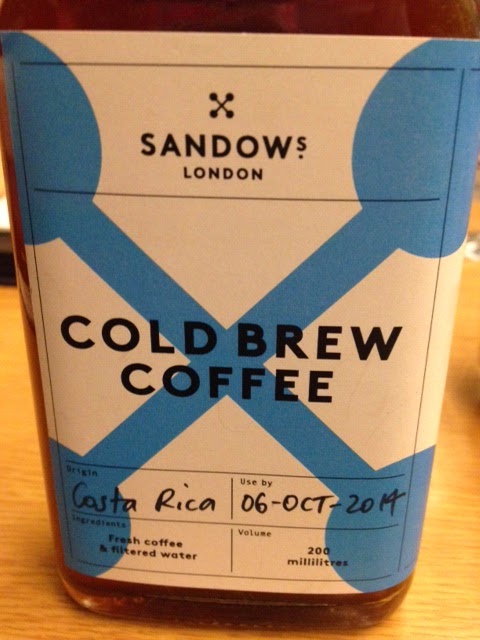 SANDOWS.
LONDON
COLD BREW
COFFEE
Origin
Costa Rica
Use by
06-OCT-2014
Ingredients
Fresh coffee
& filtered water
Volume
200
millilitres